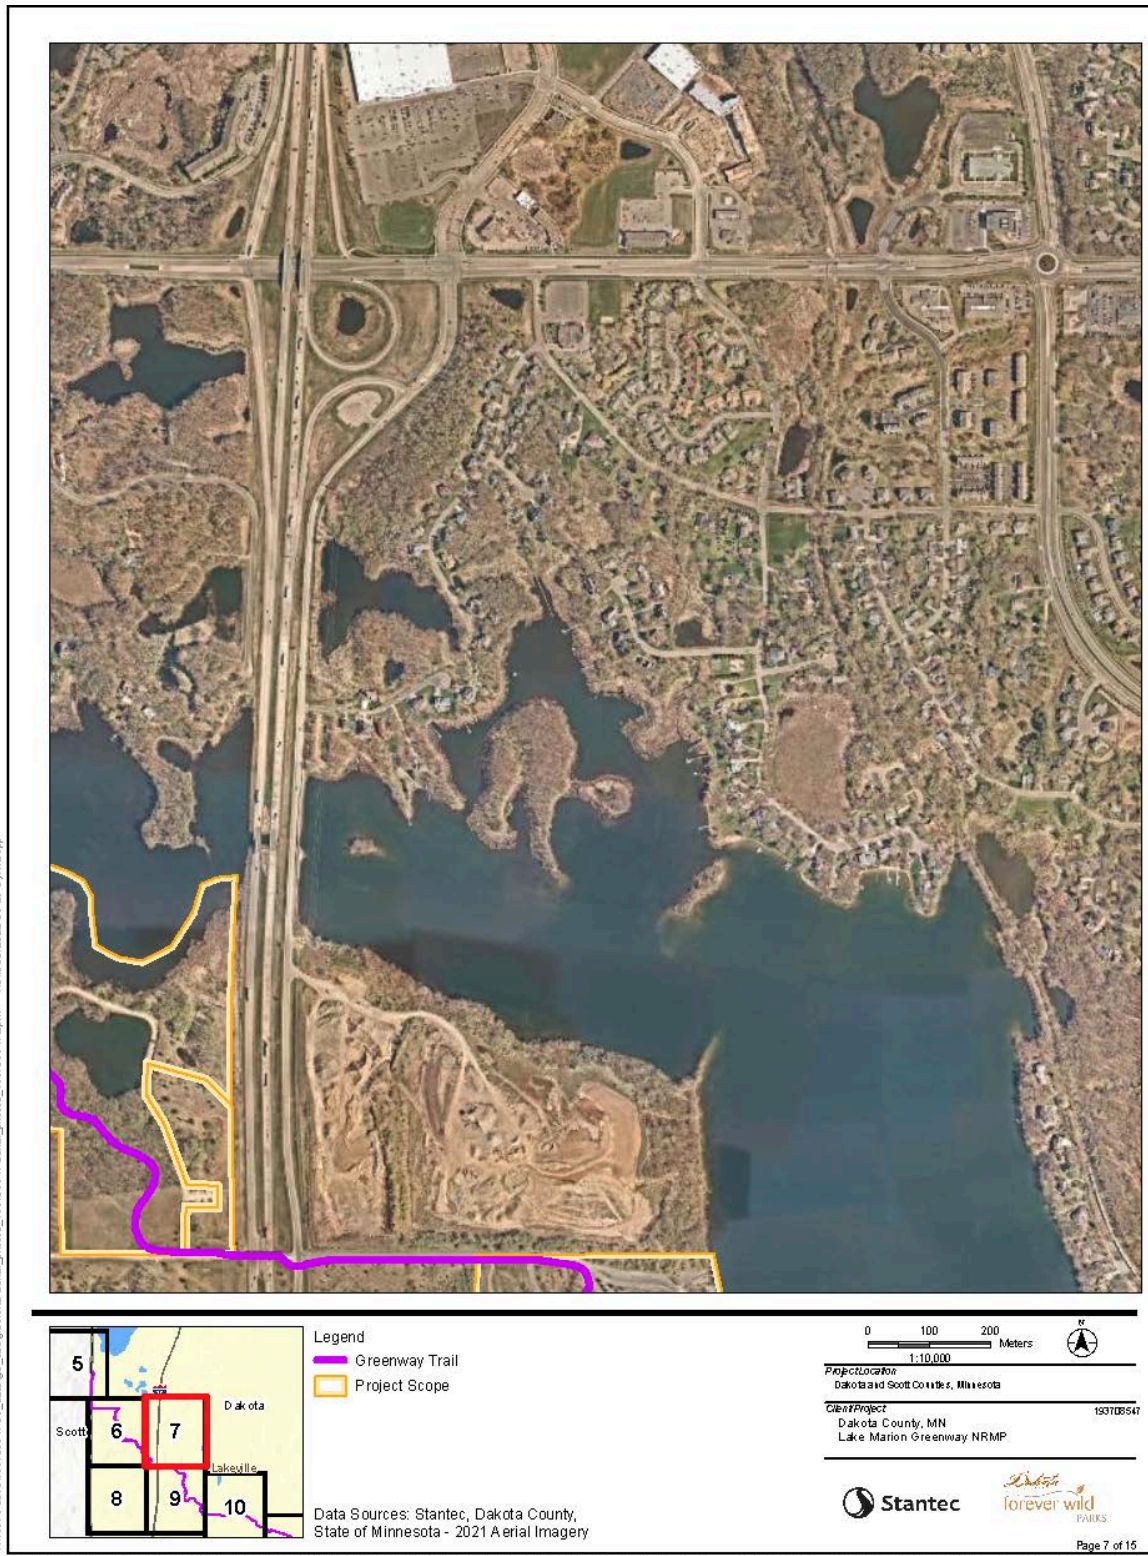 5
Dakota
Scott
6
7
Lakeville
8
9
10
Legend
Greenway Trail
Project Scope
Data Sources: Stantec, Dakota County,
State of Minnesota - 2021 Aerial Imagery
N
0 100 200
Meters
1:10,000
Project Location
Dakota and Scott Counties, Minnesota
Client/Project 193708547
Dakota County, MN
Lake Marion Greenway NRMP
Stantec
Dakota
forever wild
PARKS
Page 7 of 15